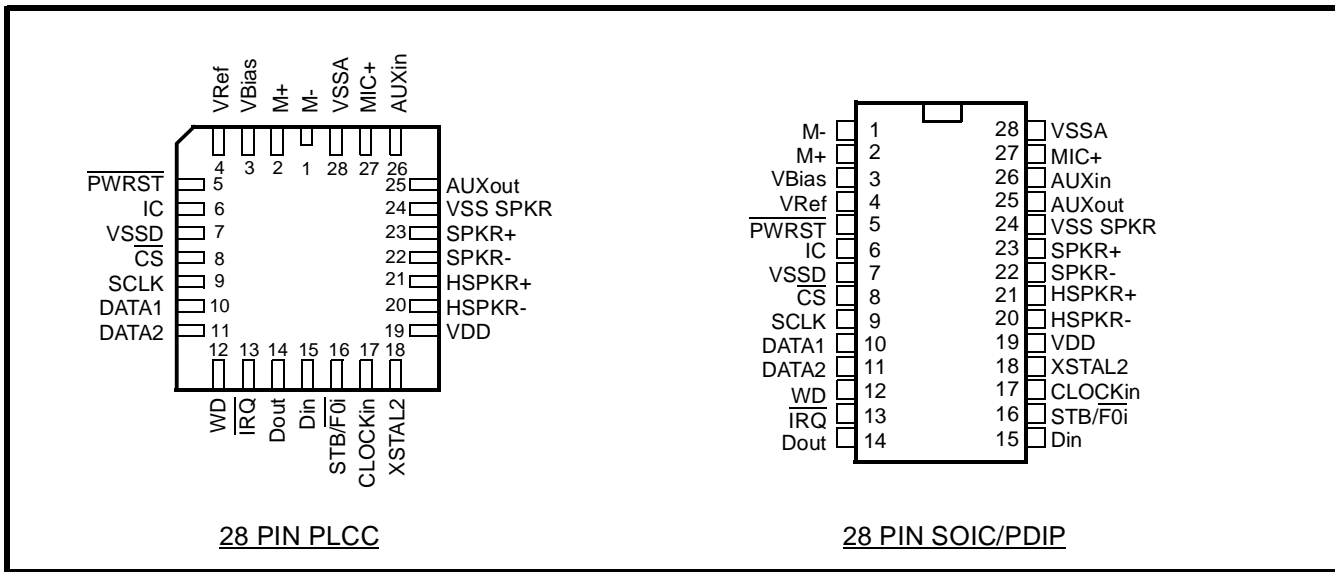 VRef
VBias
M+
M-
VSSA
MIC+
AUXin
4
3
2
1
28
27
26
PWRST 5
IC 6
VSSD 7
CS 8
SCLK 9
DATA1 10
DATA2 11
25 AUXout
24 VSS SPKR
23 SPKR+
22 SPKR-
21 HSPKR+
20 HSPKR-
19 VDD
12
13
14
15
16
17
18
WD
IRQ
Dout
Din
STB/F0i
CLOCKin
XSTAL2
28 PIN PLCC
M- 1
M+ 2
VBias 3
VRef 4
PWRST 5
IC 6
VSSD 7
CS 8
SCLK 9
DATA1 10
DATA2 11
WD 12
IRQ 13
Dout 14
28 VSSA
27 MIC+
26 AUXin
25 AUXout
24 VSS SPKR
23 SPKR+
22 SPKR-
21 HSPKR+
20 HSPKR-
19 VDD
18 XSTAL2
17 CLOCKin
16 STB/F0i
15 Din
28 PIN SOIC/PDIP